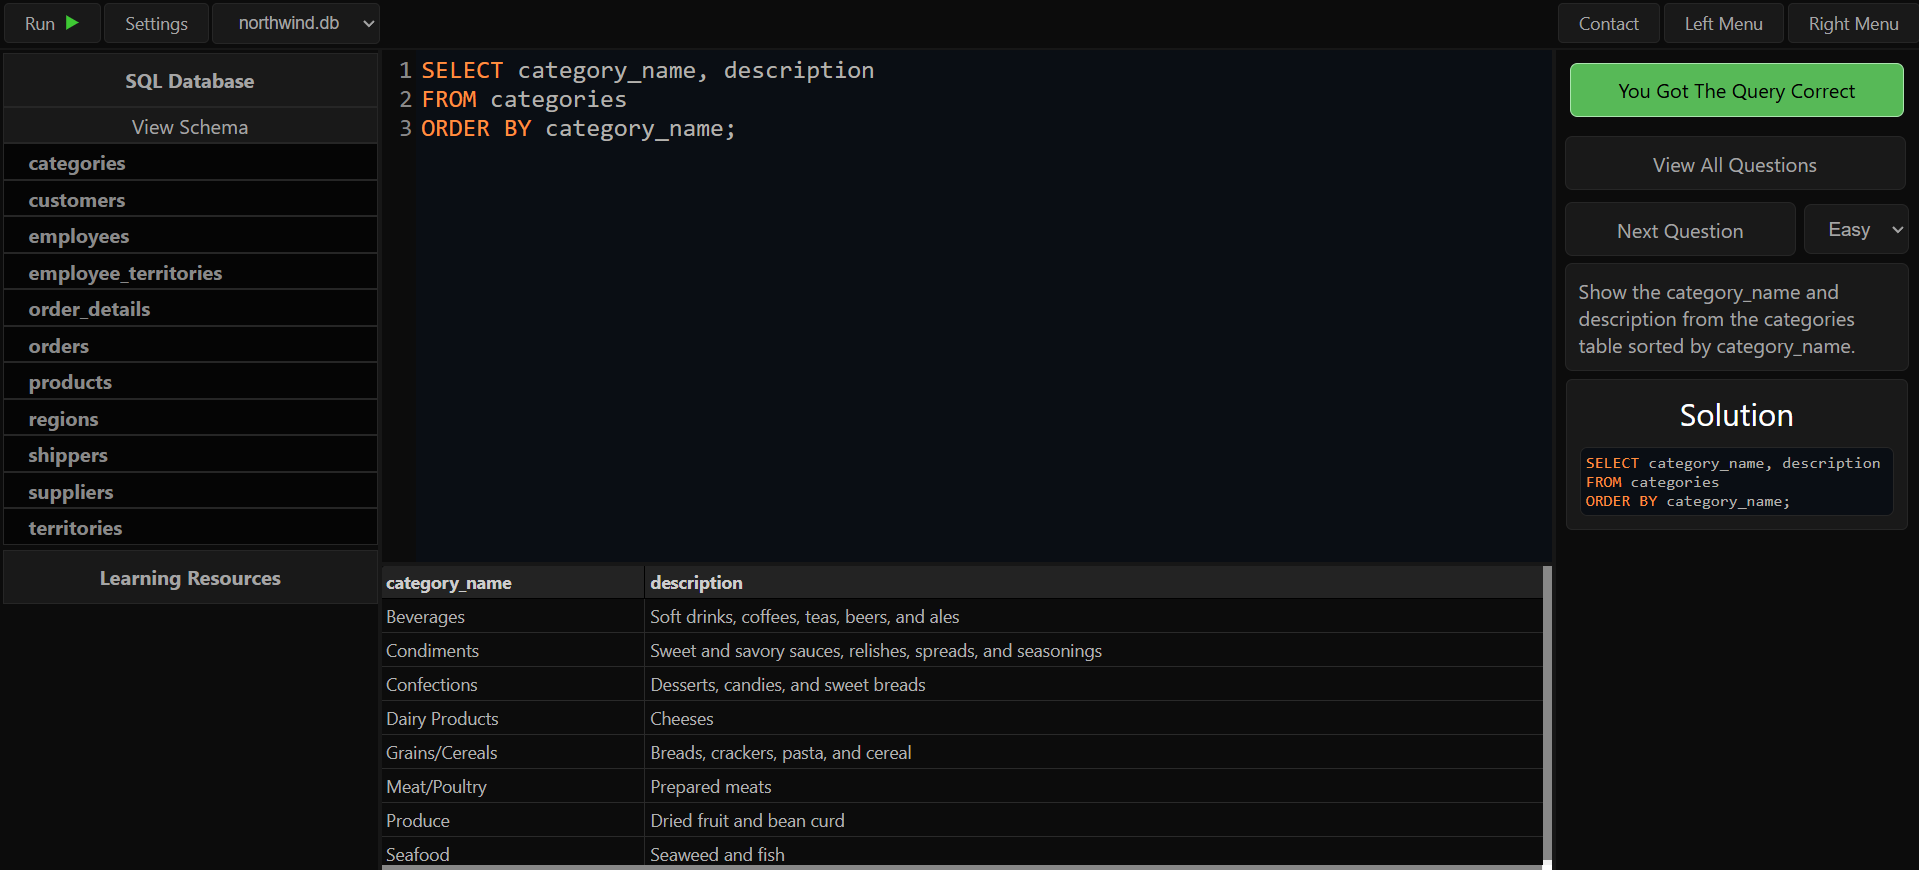 Run
Settings
northwind.db
Contact
Left Menu
Right Menu
SQL Database
View Schema
categories
customers
employees
employee_territories
order_details
orders
products
regions
shippers
suppliers
territories
Learning Resources
1 SELECT category_name, description
2 FROM categories
3 ORDER BY category_name;
category_name description
Beverages Soft drinks, coffees, teas, beers, and ales
Condiments Sweet and savory sauces, relishes, spreads, and seasonings
Confections Desserts, candies, and sweet breads
Dairy Products Cheeses
Grains/Cereals Breads, crackers, pasta, and cereal
Meat/Poultry Prepared meats
Produce Dried fruit and bean curd
Seafood Seaweed and fish
You Got The Query Correct
View All Questions
Next Question
Easy
Show the category_name and
description from the categories
table sorted by category_name.
Solution
SELECT category_name, description
FROM categories
ORDER BY category_name;